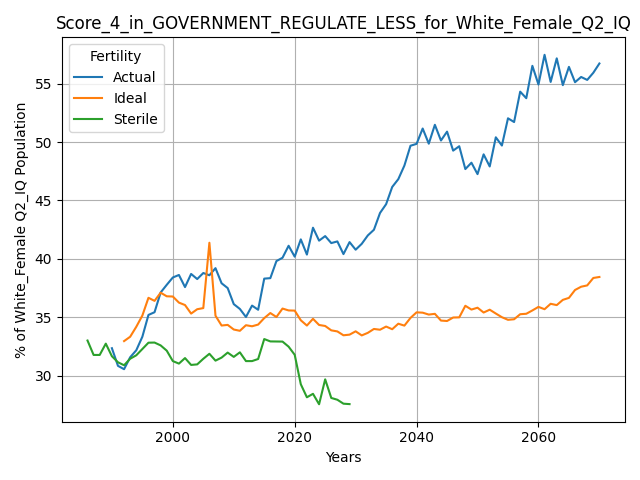 Score_4_in_GOVERNMENT_REGULATE_LESS_for_White_Female_Q2_IQ
% of White_Female Q2_IQ Population
Fertility
Actual
Ideal
Sterile
55
50
45
40
35
30
2000 2020 2040 2060
Years